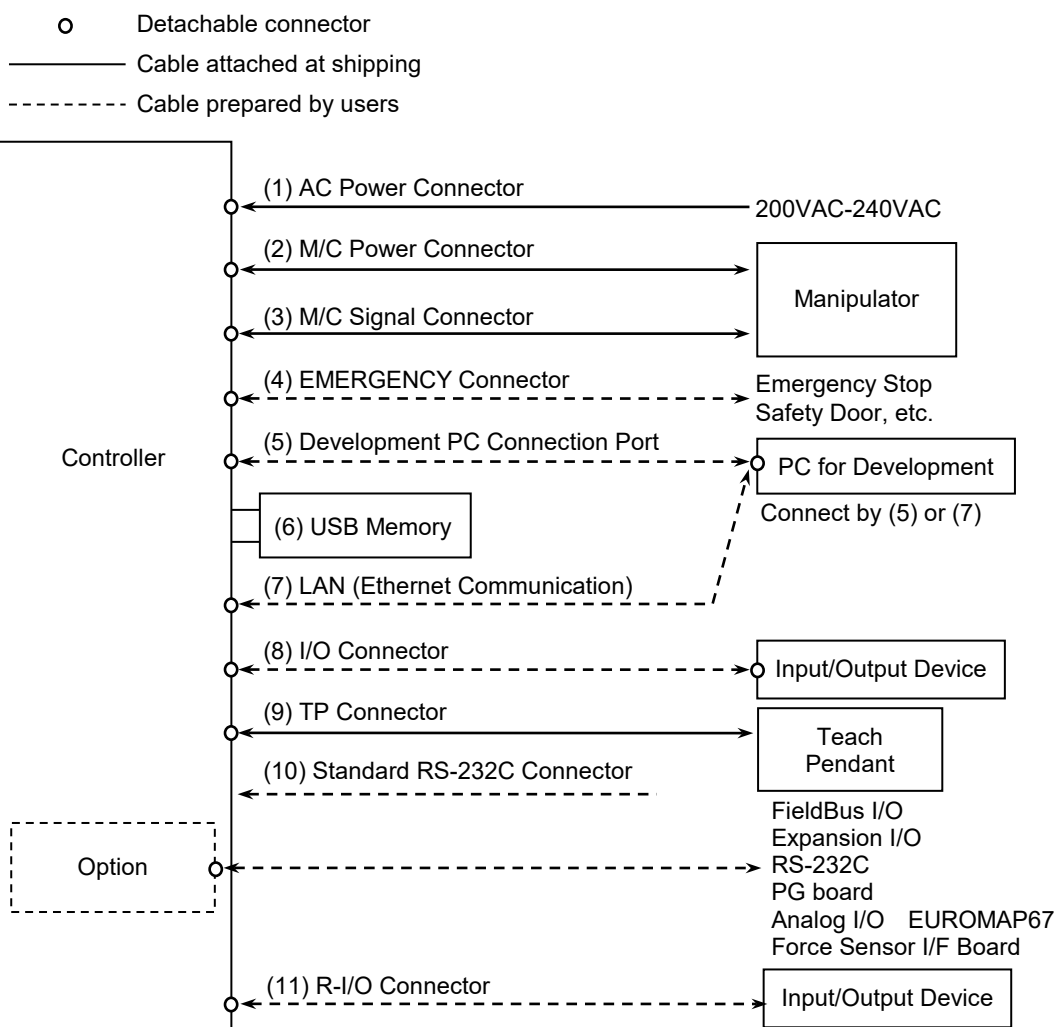 Detachable connector
Cable attached at shipping
Cable prepared by users
(1) AC Power Connector
200VAC-240VAC
(2) M/C Power Connector
Manipulator
(3) M/C Signal Connector
(4) EMERGENCY Connector
Emergency Stop
Safety Door, etc.
Controller
(5) Development PC Connection Port
PC for Development
Connect by (5) or (7)
(6) USB Memory
(7) LAN (Ethernet Communication)
(8) I/O Connector
Input/Output Device
(9) TP Connector
Teach
Pendant
(10) Standard RS-232C Connector
Option
FieldBus I/O
Expansion I/O
RS-232C
PG board
Analog I/O EUROMAP67
Force Sensor I/F Board
(11) R-I/O Connector
Input/Output Device